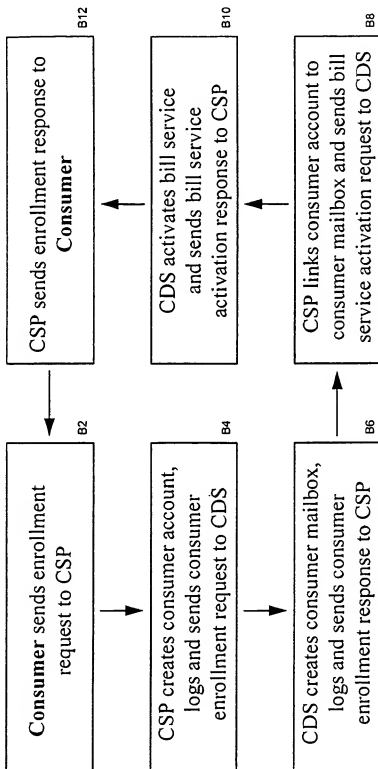 Consumer sends enrollment
request to CSP
B2
CSP creates consumer account,
logs and sends consumer
enrollment request to CDS
B4
CDS creates consumer mailbox,
logs and sends consumer
enrollment response to CSP
B6
CSP links consumer account to
consumer mailbox and sends bill
service activation request to CDS
B8
CDS activates bill service
and sends bill service
activation response to CSP
B10
CSP sends enrollment response to
Consumer
B12